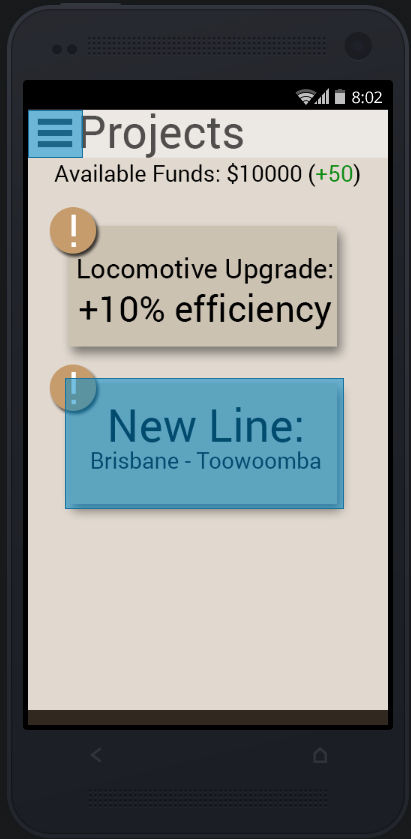 8:02
Projects
Available Funds: $10000 (+50)
!
Locomotive Upgrade:
+10% efficiency
!
New Line:
Brisbane - Toowoomba